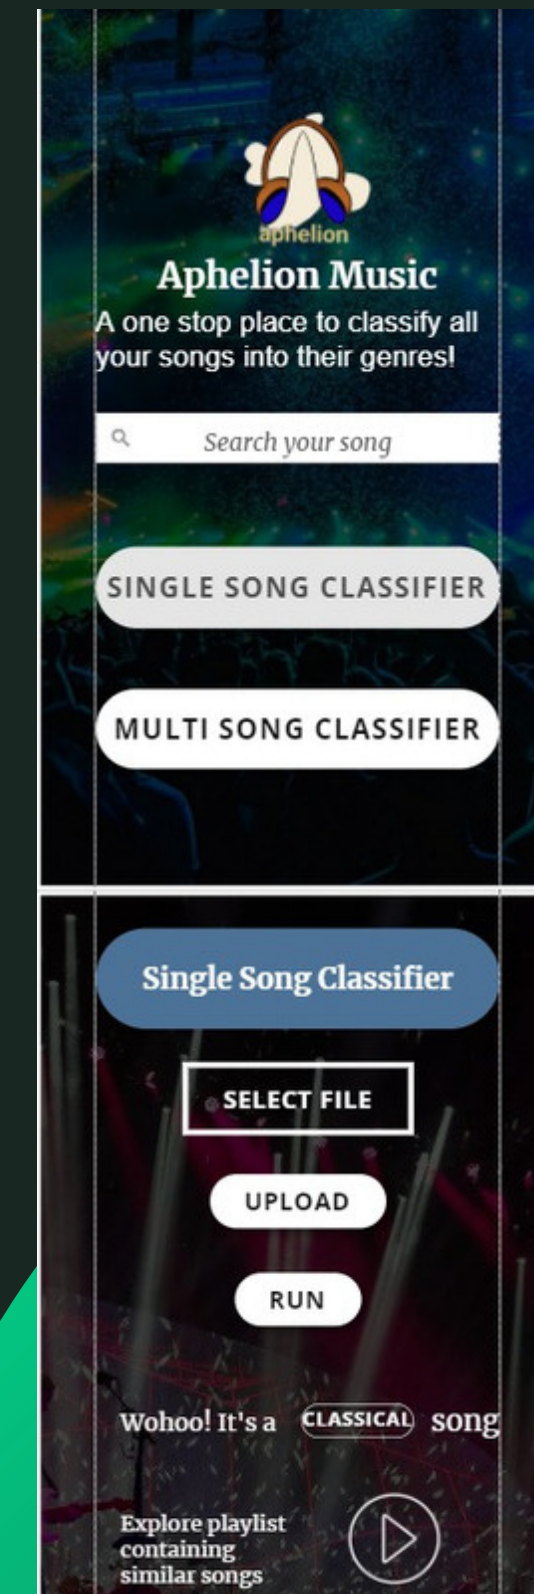 aphelion
Aphelion Music
A one stop place to classify all
your songs into their genres!
Search your song
SINGLE SONG CLASSIFIER
MULTI SONG CLASSIFIER
Single Song Classifier
SELECT FILE
UPLOAD
RUN
Wohoo! It's a CLASSICAL song
Explore playlist
containing
similar songs